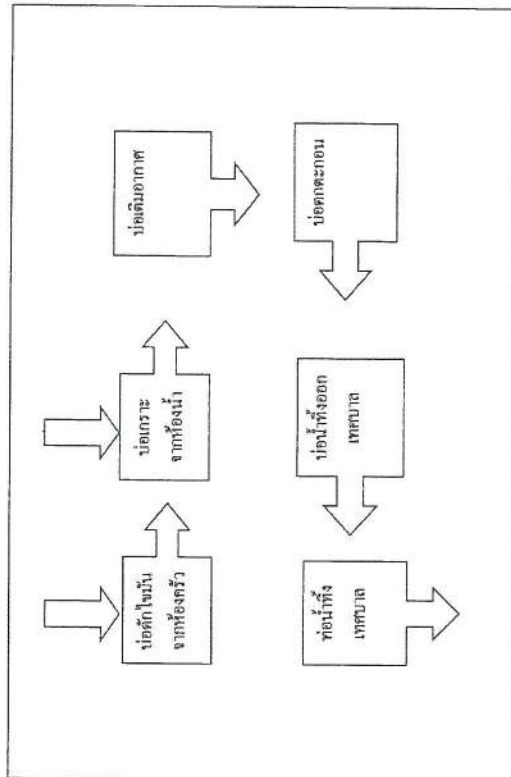 บ่อดักไขมัน
จากห้องครัว
บ่อเกรอะ
จากห้องน้ำ
บ่อเติมอากาศ
บ่อตกตะกอน
บ่อน้ำทิ้งออก
เทศบาล
ท่อน้ำทิ้ง
เทศบาล